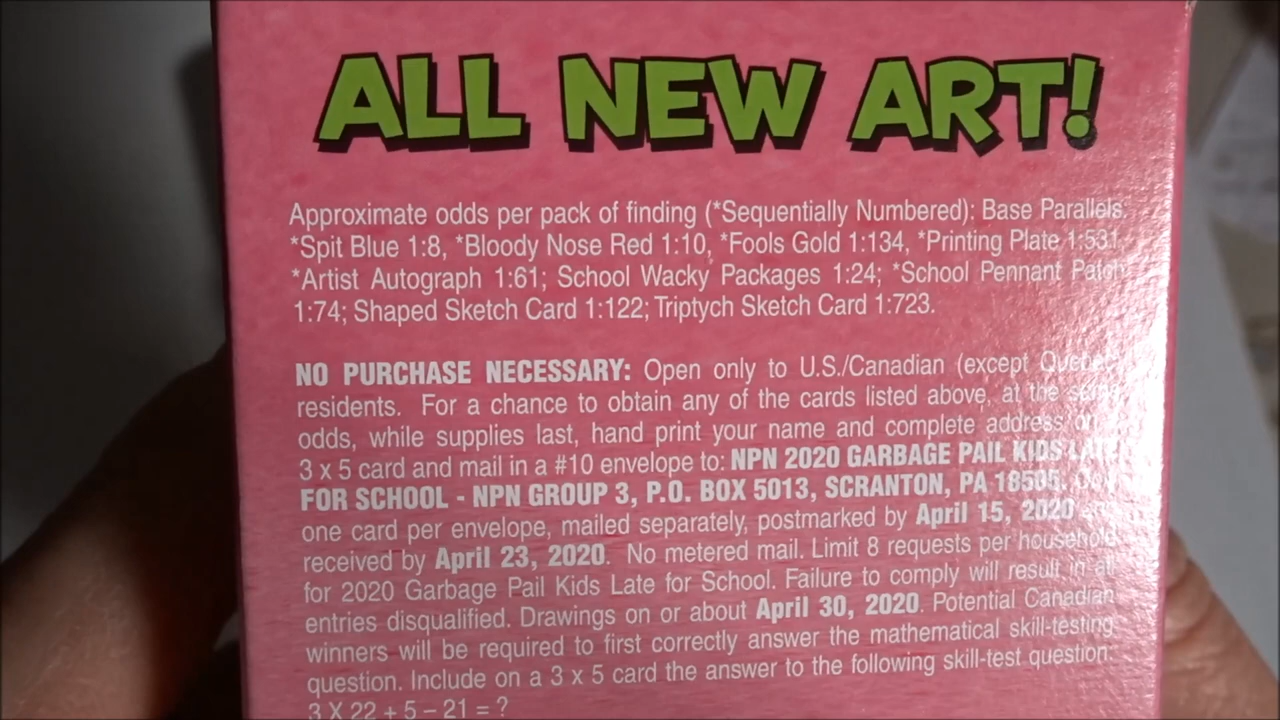 ALL NEW ART!
Approximate odds per pack of finding (*Sequentially Numbered): Base Parallels:
*Spit Blue 1:8, *Bloody Nose Red 1:10, *Fools Gold 1:134, *Printing Plate 1:531,
*Artist Autograph 1:61; School Wacky Packages 1:24; *School Pennant Patch
1:74; Shaped Sketch Card 1:122; Triptych Sketch Card 1:723.
NO PURCHASE NECESSARY: Open only to U.S./Canadian (except Quebec)
residents. For a chance to obtain any of the cards listed above, at the same
odds, while supplies last, hand print your name and complete address on
3 x 5 card and mail in a #10 envelope to: NPN 2020 GARBAGE PAIL KIDS LATE
FOR SCHOOL - NPN GROUP 3, P.O. BOX 5013, SCRANTON, PA 18505.
one card per envelope, mailed separately, postmarked by April 15, 2020
received by April 23, 2020. No metered mail. Limit 8 requests per household
for 2020 Garbage Pail Kids Late for School. Failure to comply will result in all
entries disqualified. Drawings on or about April 30, 2020. Potential Canadian
winners will be required to first correctly answer the mathematical skill-testing
question. Include on a 3 x 5 card the answer to the following skill-test question:
3 X 22 + 5 – 21 = ?